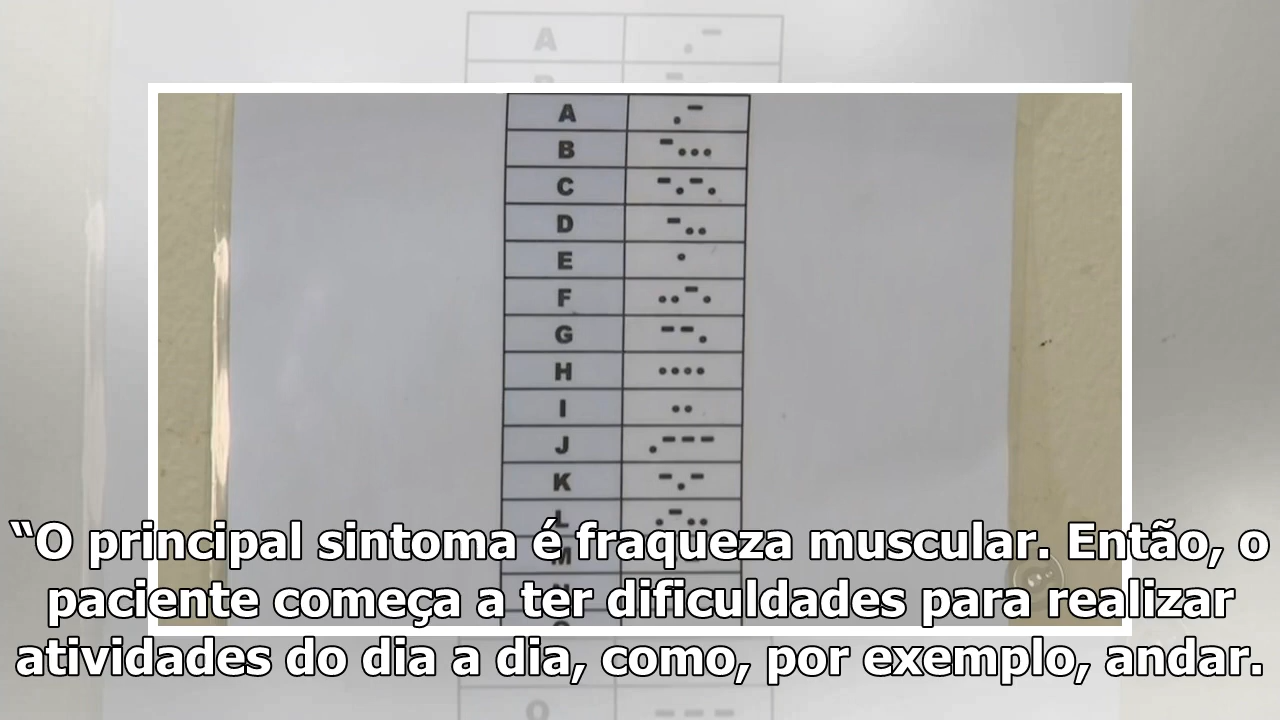 A .-
A .-
B -...
C -.-.
D -..
E .
F ..-.
G --.
H ....
I ..
J .---
K -.-
L .-..
M
“O principal sintoma é fraqueza muscular. Então, o
paciente começa a ter dificuldades para realizar
atividades do dia a dia, como, por exemplo, andar.
O ---